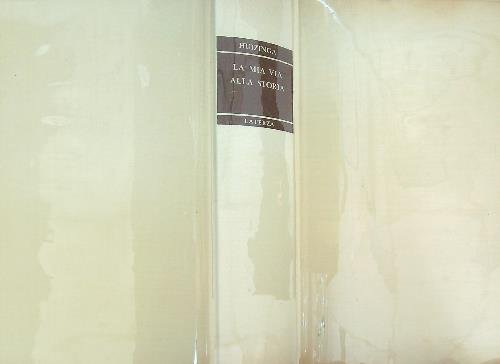 HUIZINGA
LA MIA VIA
ALLA STORIA
LATERZA